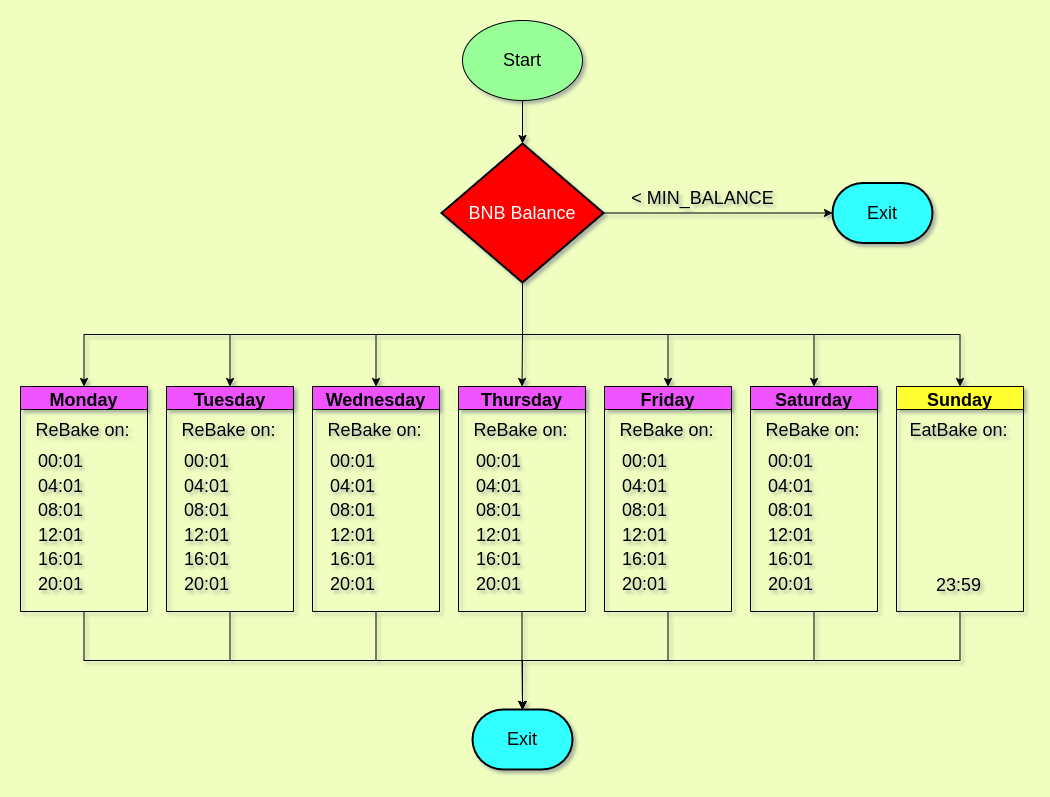 Start
BNB Balance
< MIN_BALANCE
Exit
Monday
ReBake on:
00:01
04:01
08:01
12:01
16:01
20:01
Tuesday
ReBake on:
00:01
04:01
08:01
12:01
16:01
20:01
Wednesday
ReBake on:
00:01
04:01
08:01
12:01
16:01
20:01
Thursday
ReBake on:
00:01
04:01
08:01
12:01
16:01
20:01
Friday
ReBake on:
00:01
04:01
08:01
12:01
16:01
20:01
Saturday
ReBake on:
00:01
04:01
08:01
12:01
16:01
20:01
Sunday
EatBake on:
23:59
Exit